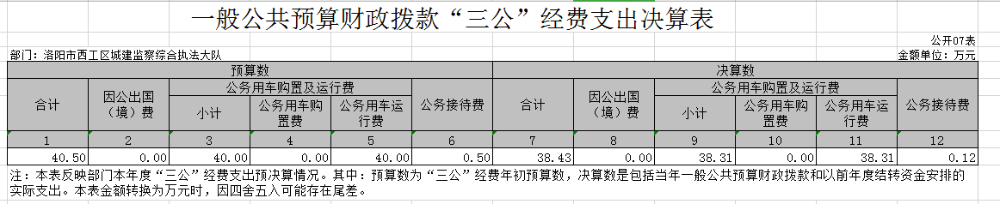 一般公共预算财政拨款“三公”经费支出决算表
公开07表
部门：洛阳市西工区城建监察综合执法大队 金额单位：万元
预算数 决算数
合计 因公出国（境）费 公务用车购置及运行费 公务接待费 合计 因公出国（境）费 公务用车购置及运行费 公务接待费
小计 公务用车购置费 公务用车运行费 小计 公务用车购置费 公务用车运行费
1 2 3 4 5 6 7 8 9 10 11 12
40.50 0.00 40.00 0.00 40.00 0.50 38.43 0.00 38.31 0.00 38.31 0.12
注：本表反映部门本年度“三公”经费支出预决算情况。其中：预算数为“三公”经费年初预算数，决算数是包括当年一般公共预算财政拨款和以前年度结转资金安排的
实际支出。本表金额转换为万元时，因四舍五入可能存在尾差。